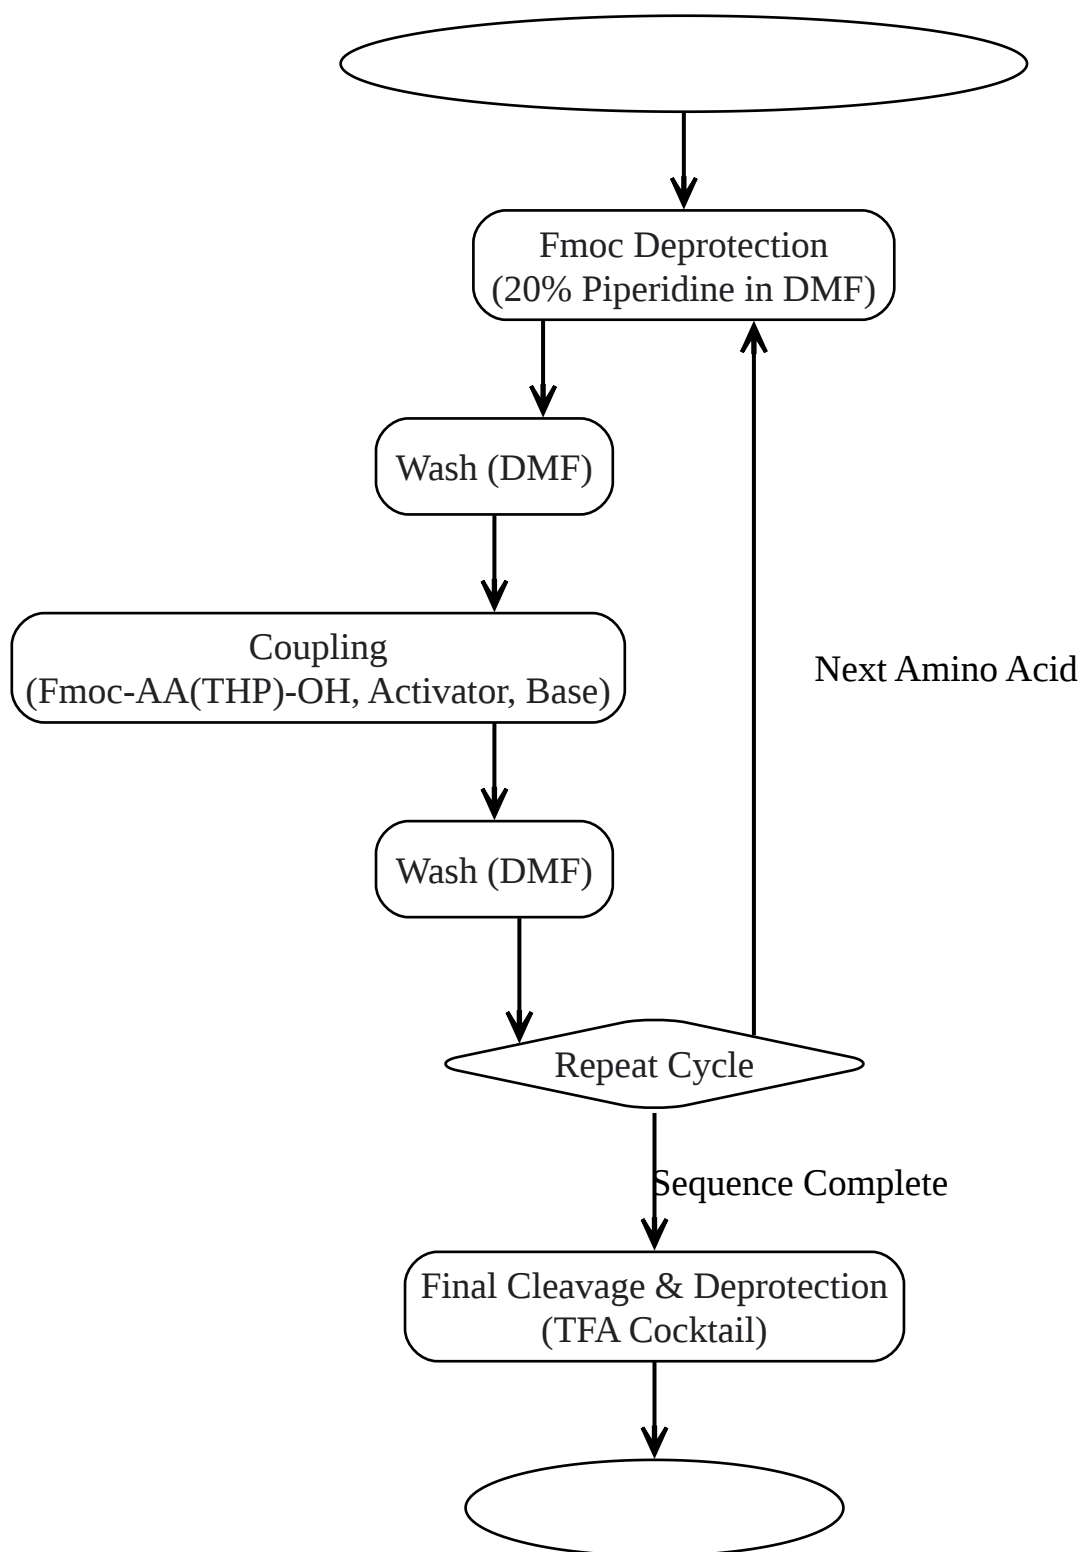 Fmoc Deprotection
(20% Piperidine in DMF)
Wash (DMF)
Coupling
(Fmoc-AA(THP)-OH, Activator, Base)
Next Amino Acid
Wash (DMF)
Repeat Cycle
Sequence Complete
Final Cleavage & Deprotection
(TFA Cocktail)